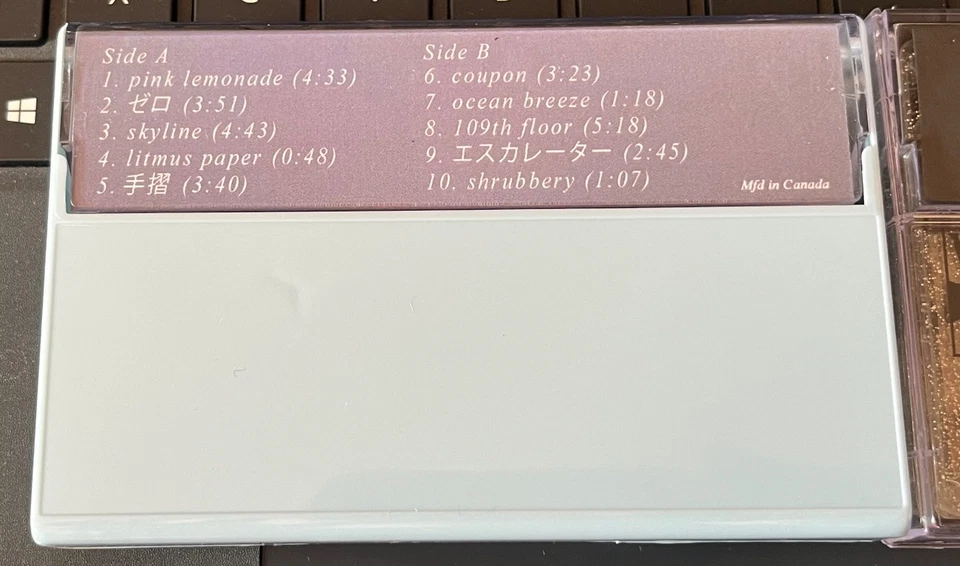 Side A
1. pink lemonade (4:33)
2. ゼロ (3:51)
3. skyline (4:43)
4. litmus paper (0:48)
5. 手摺 (3:40)
Side B
6. coupon (3:23)
7. ocean breeze (1:18)
8. 109th floor (5:18)
9. エスカレーター (2:45)
10. shrubbery (1:07)
Mfd in Canada